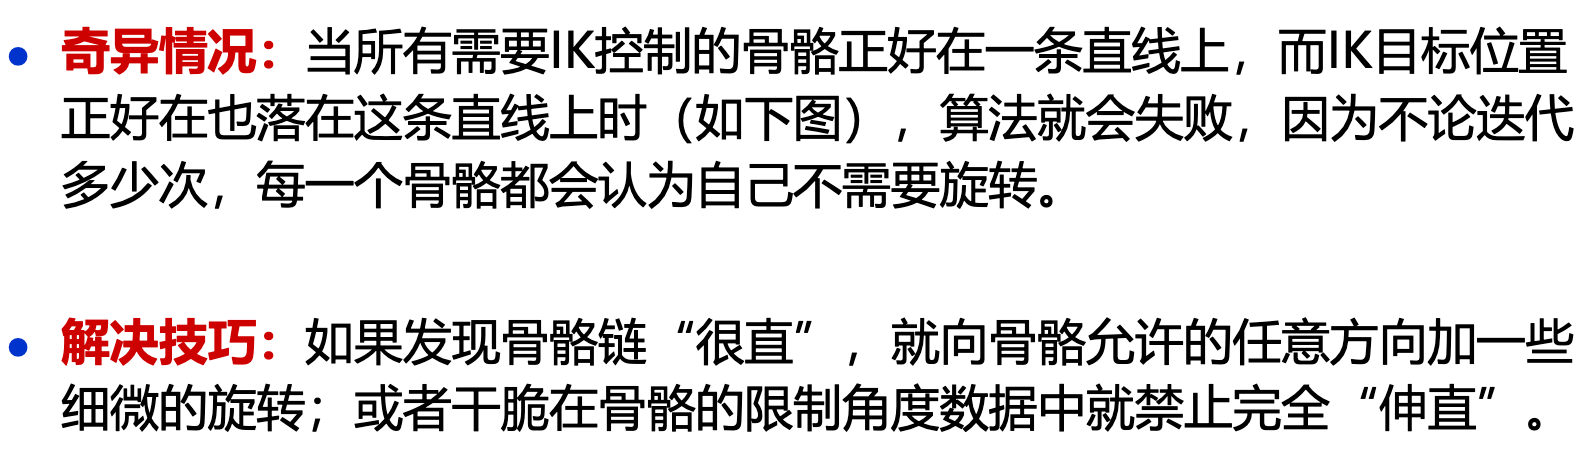 • 奇异情况：当所有需要IK控制的骨骼正好在一条直线上，而IK目标位置
正好在也落在这条直线上时（如下图），算法就会失败，因为不论迭代
多少次，每一个骨骼都会认为自己不需要旋转。
• 解决技巧：如果发现骨骼链“很直”，就向骨骼允许的任意方向加一些
细微的旋转；或者干脆在骨骼的限制角度数据中就禁止完全“伸直”。